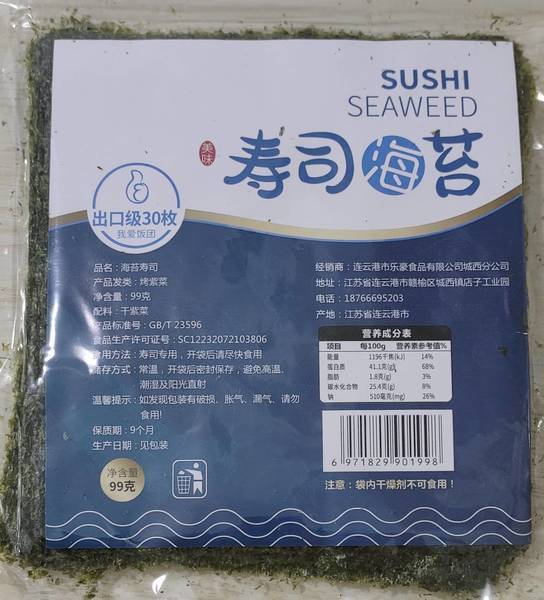 SUSHI
SEAWEED
美味
寿司海苔
出口级30枚
我爱饭团
品名：海苔寿司
产品发类：烤紫菜
净含量：99克
配料：干紫菜
产品标准号：GB/T 23596
食品生产许可证号：SC12232072103806
食用方法：寿司专用，开袋后请尽快食用
储存方式：常温，开袋后密封保存，避免高温、
潮湿及阳光直射
温馨提示：如发现包装有破损、胀气、漏气、请勿
食用!
保质期：9个月
生产日期：见包装
净含量
99克
经销商：连云港市乐豪食品有限公司城西分公司
地址：江苏省连云港市赣榆区城西镇店子工业园
电话：18766695203
产地：江苏省连云港市
营养成分表
项目 每100g 营养素参考值%
能量 1196千焦(kJ) 14%
蛋白质 41.1克(g) 68%
脂肪 1.8克(g) 3%
碳水化合物 25.4克(g) 8%
钠 510毫克(mg) 26%
6 971829 901998
注意：袋内干燥剂不可食用！